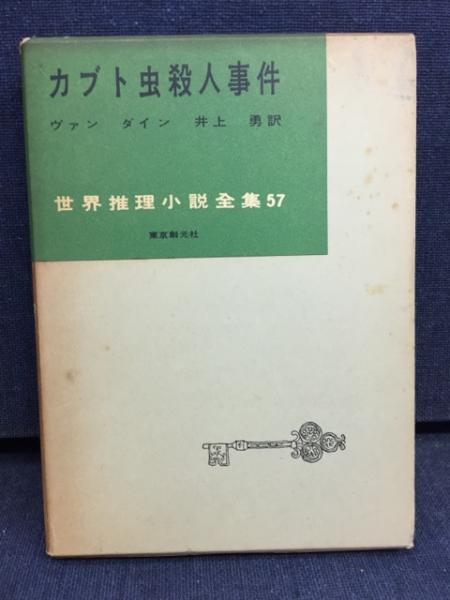 カブト虫殺人事件
ヴァン ダイン 井上 勇訳
世界推理小説全集57
東京創元社